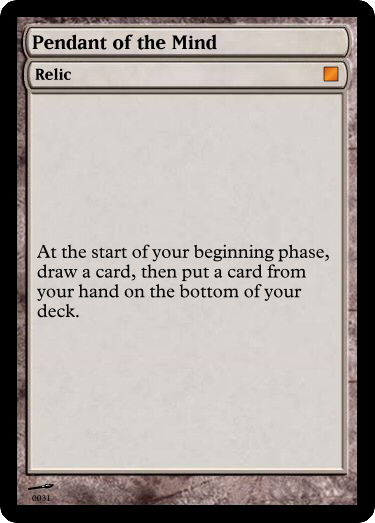 Pendant of the Mind
Relic
At the start of your beginning phase,
draw a card, then put a card from
your hand on the bottom of your
deck.
0031